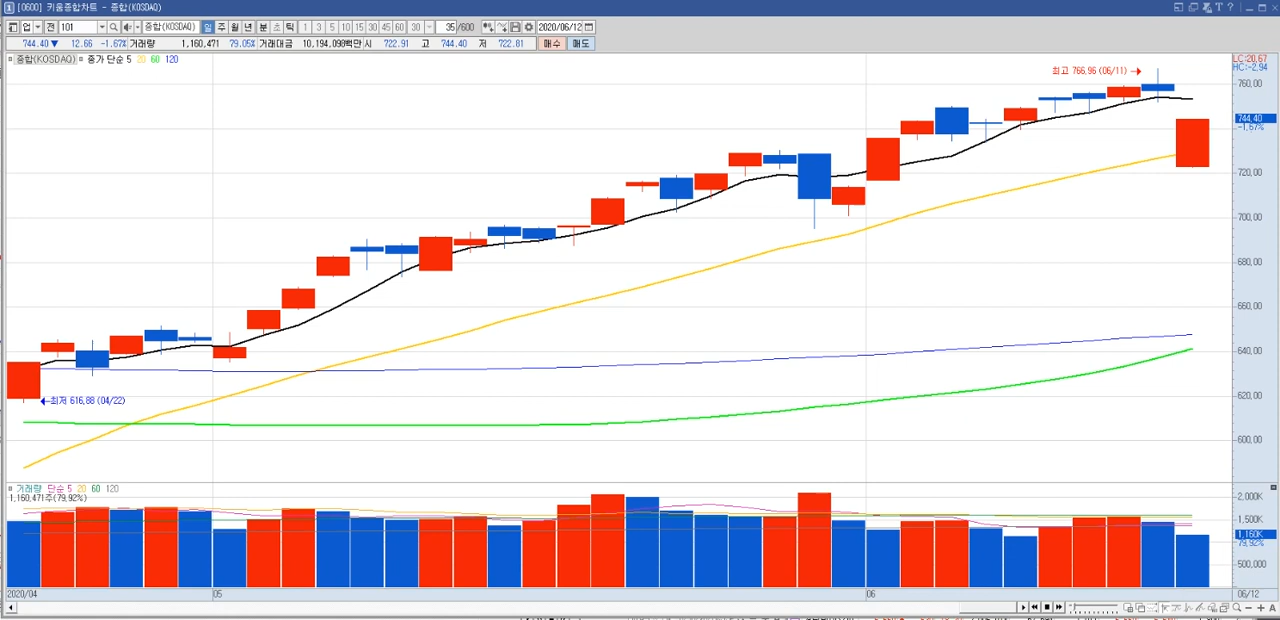 [0600] 키움종합차트 - 종합(KOSDAQ)
업 전 101 종합(KOSDAQ) 일 주 월 년 분 초 틱 1 3 5 10 15 30 45 60 30 35 /600 2020/06/12
744.40 ▼ 12.66 -1.67% 거래량 1,160,471 79.05% 거래대금 10,194,098백만 시 722.91 고 744.40 저 722.81 매수 매도
종합(KOSDAQ) 종가 단순 5 20 60 120
LC:20.67
HC:-2.94
최고 766,96 (06/11)
760,00
744,40
-1,67%
720,00
700,00
680,00
660,00
640,00
620,00
600,00
최저 616,88 (04/22)
거래량 단순 5 20 60 120
1,160,471주(79,92%)
2,000K
1,500K
1,160K
79,92%
500,000
2020/04 05 06 06/12